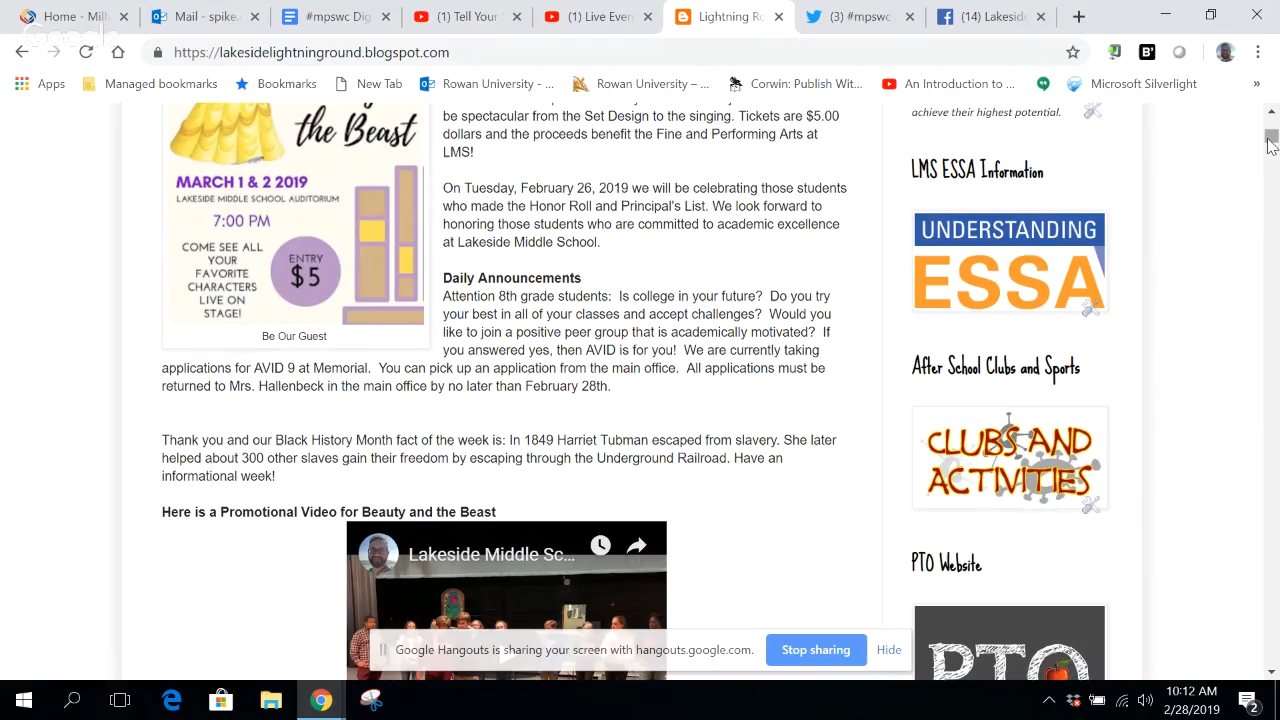 Home - Mill
Mail - spike
#mpswc Dig
(1) Tell Your
(1) Live Even
Lightning Ro
(3) #mpswc
(14) Lakesid
https://lakesidelightninground.blogspot.com
Apps
Managed bookmarks
Bookmarks
New Tab
Rowan University - ...
Rowan University – ...
Corwin: Publish Wit...
An Introduction to ...
Microsoft Silverlight
»
the Beast
MARCH 1 & 2 2019
LAKESIDE MIDDLE SCHOOL AUDITORIUM
7:00 PM
COME SEE ALL
YOUR
FAVORITE
CHARACTERS
LIVE ON
STAGE!
ENTRY
$5
Be Our Guest
be spectacular from the Set Design to the singing. Tickets are $5.00
dollars and the proceeds benefit the Fine and Performing Arts at
LMS!
On Tuesday, February 26, 2019 we will be celebrating those students
who made the Honor Roll and Principal's List. We look forward to
honoring those students who are committed to academic excellence
at Lakeside Middle School.
Daily Announcements
Attention 8th grade students:  Is college in your future?  Do you try
your best in all of your classes and accept challenges?  Would you
like to join a positive peer group that is academically motivated?  If
you answered yes, then AVID is for you!  We are currently taking
applications for AVID 9 at Memorial.  You can pick up an application from the main office.  All applications must be
returned to Mrs. Hallenbeck in the main office by no later than February 28th.
Thank you and our Black History Month fact of the week is: In 1849 Harriet Tubman escaped from slavery. She later
helped about 300 other slaves gain their freedom by escaping through the Underground Railroad. Have an
informational week!
Here is a Promotional Video for Beauty and the Beast
Lakeside Middle Sc...
achieve their highest potential.
LMS ESSA Information
UNDERSTANDING
ESSA
After School Clubs and Sports
CLUBS AND
ACTIVITIES
PTO Website
PTO
Google Hangouts is sharing your screen with hangouts.google.com.
Stop sharing
Hide
10:12 AM
2/28/2019
2